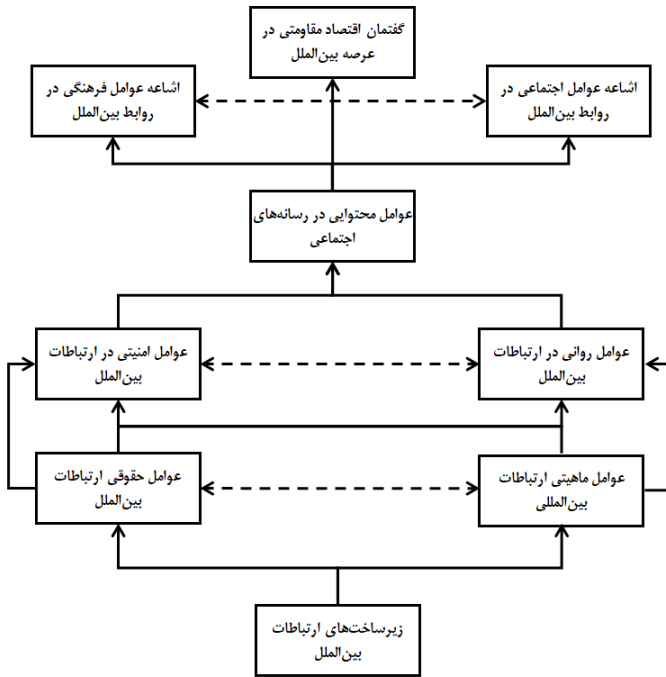 گفتمان اقتصاد مقاومتی در
عرصه بین‌الملل
اشاعه عوامل اجتماعی در
روابط بین‌الملل
اشاعه عوامل فرهنگی در
روابط بین‌الملل
عوامل محتوایی در رسانه‌های
اجتماعی
عوامل روانی در ارتباطات
بین‌الملل
عوامل امنیتی در ارتباطات
بین‌الملل
عوامل ماهیتی ارتباطات
بین‌المللی
عوامل حقوقی ارتباطات
بین‌الملل
زیرساخت‌های ارتباطات
بین‌الملل